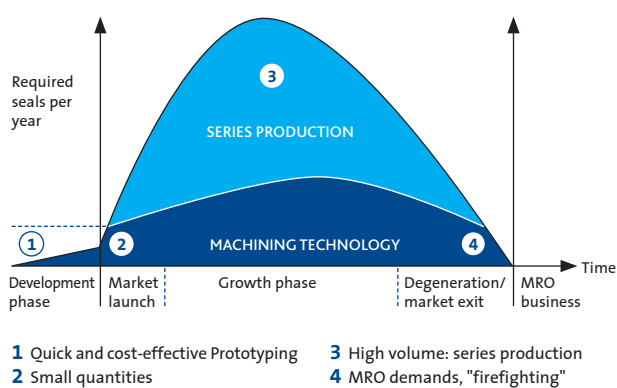 Required
seals per
year
3
SERIES PRODUCTION
1
2
MACHINING TECHNOLOGY
4
Time
Development
phase
Market
launch
Growth phase
Degeneration/
market exit
MRO
business
1 Quick and cost-effective Prototyping
2 Small quantities
3 High volume: series production
4 MRO demands, "firefighting"